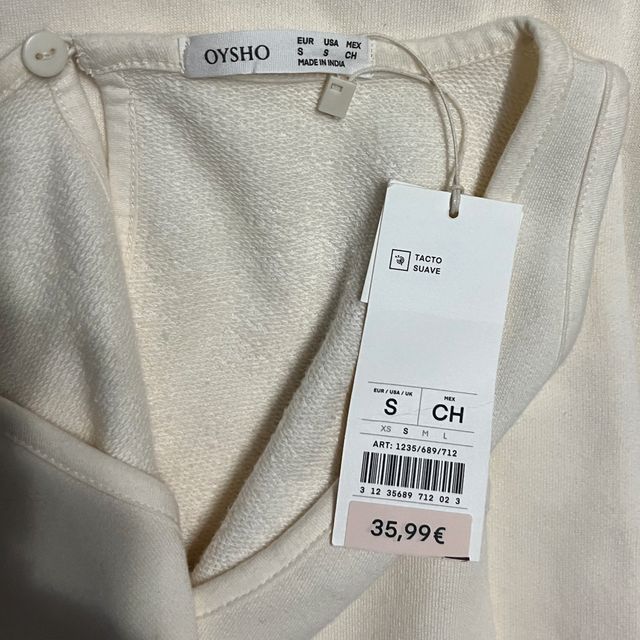 OYSHO
EUR USA MEX
S S CH
MADE IN INDIA
TACTO
SUAVE
EUR / USA / UK
S
XS S M L
MEX
CH
ART: 1235/689/712
3 12 35689 712 02 3
35,99€